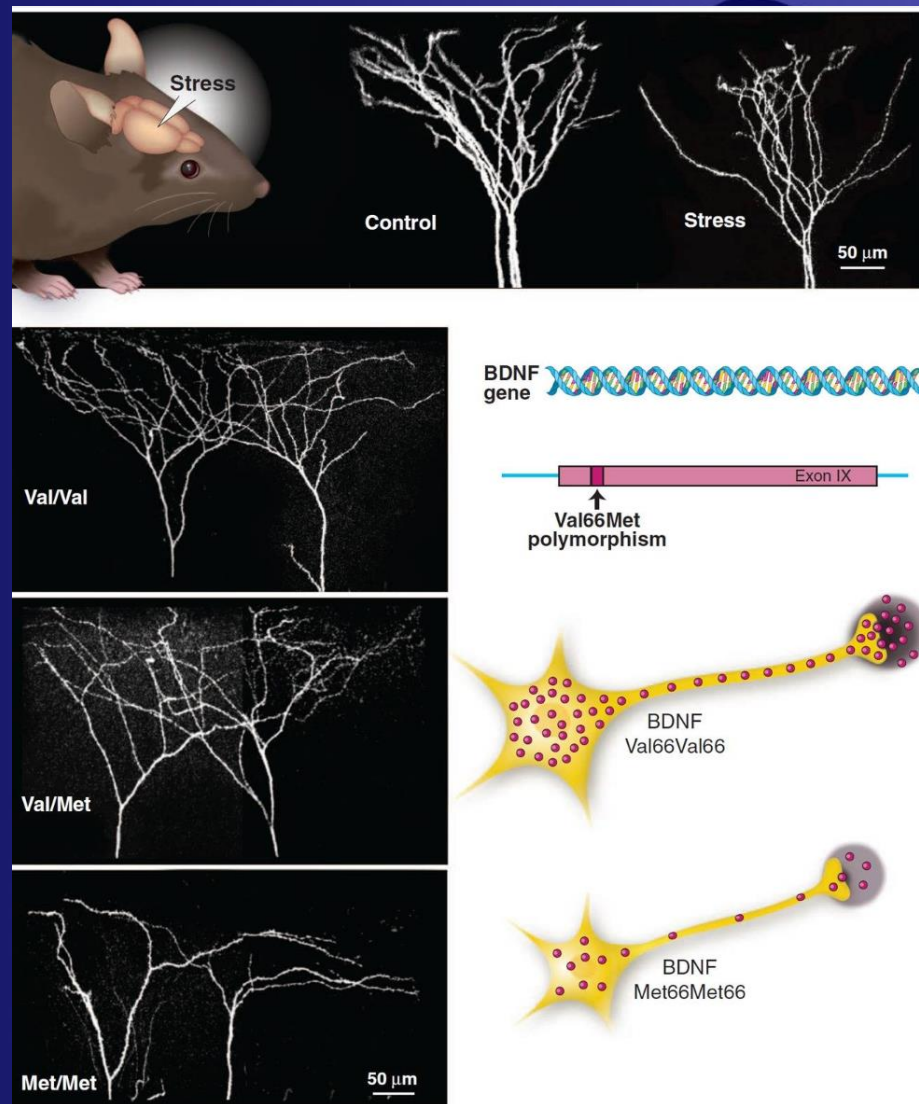 Stress
Control
Stress
50 μm
Val/Val
BDNF
gene
Exon IX
Val66Met
polymorphism
Val/Met
BDNF
Val66Val66
Met/Met
50 μm
BDNF
Met66Met66